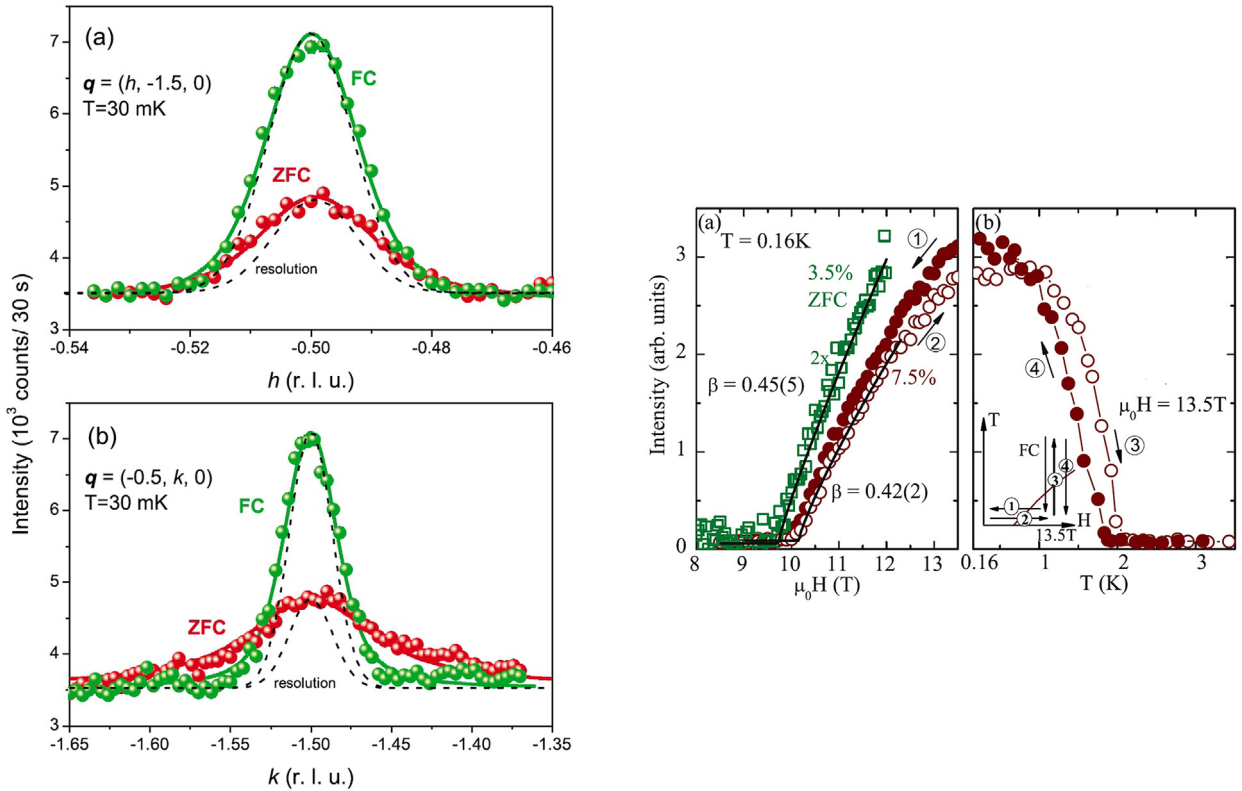 (a)
q = (h, -1.5, 0)
T=30 mK
FC
ZFC
resolution
7
6
5
4
3
-0.54
-0.52
-0.50
-0.48
-0.46
h (r. l. u.)
Intensity (10³ counts/ 30 s)
(b)
q = (-0.5, k, 0)
T=30 mK
FC
ZFC
resolution
7
6
5
4
3
-1.65
-1.60
-1.55
-1.50
-1.45
-1.40
-1.35
k (r. l. u.)
(a)
T = 0.16K
3.5%
ZFC
2x
7.5%
β = 0.45(5)
β = 0.42(2)
①
②
Intensity (arb. units)
3
2
1
0
8
9
10
11
12
13
μ₀H (T)
(b)
④
μ₀H = 13.5T
③
T
FC
④
③
①
②
H
13.5T
0.16
1
2
3
T (K)